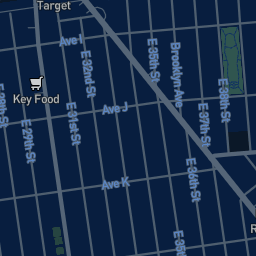 Target
Ave I
E 32nd St
E 35th St
Brooklyn Ave
Key Food
Ave J
E 29th St
E 31st St
E 37th St
E 38th St
Ave K
E 36th St